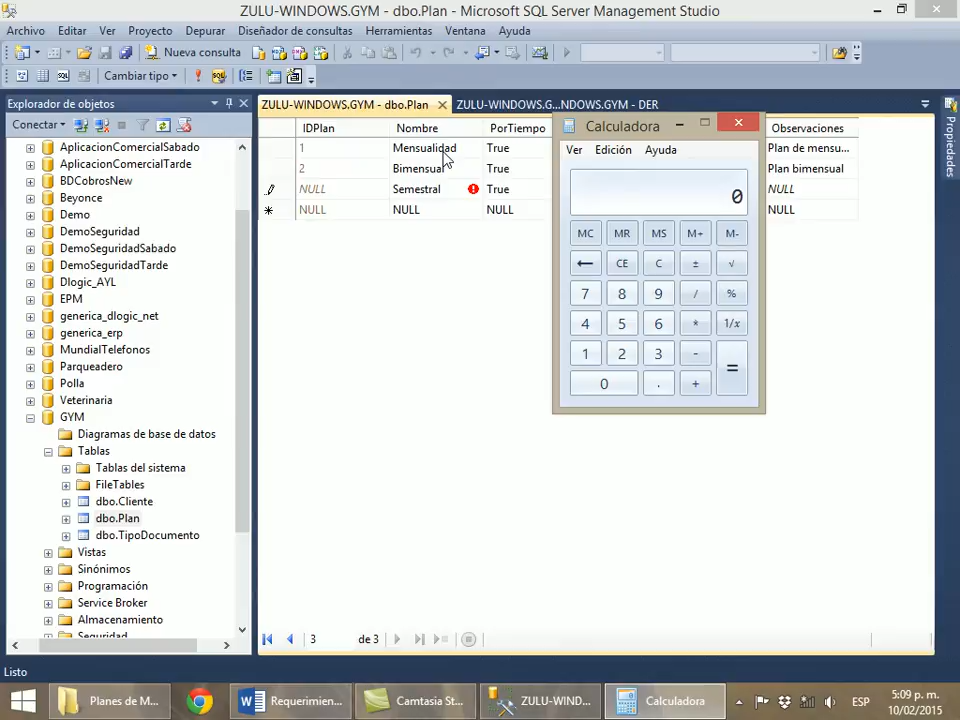 ZULU-WINDOWS.GYM - dbo.Plan - Microsoft SQL Server Management Studio
Archivo Editar Ver Proyecto Depurar Diseñador de consultas Herramientas Ventana Ayuda
Nueva consulta
Cambiar tipo
Explorador de objetos
Conectar
AplicacionComercialSabado
AplicacionComercialTarde
BDCobrosNew
Beyonce
Demo
DemoSeguridad
DemoSeguridadSabado
DemoSeguridadTarde
Dlogic_AYL
EPM
generica_dlogic_net
generica_erp
MundialTelefonos
Parqueadero
Polla
Veterinaria
GYM
Diagramas de base de datos
Tablas
Tablas del sistema
FileTables
dbo.Cliente
dbo.Plan
dbo.TipoDocumento
Vistas
Sinónimos
Programación
Service Broker
Almacenamiento
Seguridad
ZULU-WINDOWS.GYM - dbo.Plan ZULU-WINDOWS.G...NDOWS.GYM - DER
IDPlan Nombre PorTiempo Observaciones
1 Mensualidad True Plan de mensu...
2 Bimensual True Plan bimensual
NULL Semestral True NULL
NULL NULL NULL NULL
3 de 3
Calculadora
Ver Edición Ayuda
0
MC MR MS M+ M-
← CE C ± √
7 8 9 / %
4 5 6 * 1/x
1 2 3 - =
0 . +
Propiedades
Listo
Planes de M... Requerimien... Camtasia St... ZULU-WIND... Calculadora
ESP
5:09 p. m.
10/02/2015